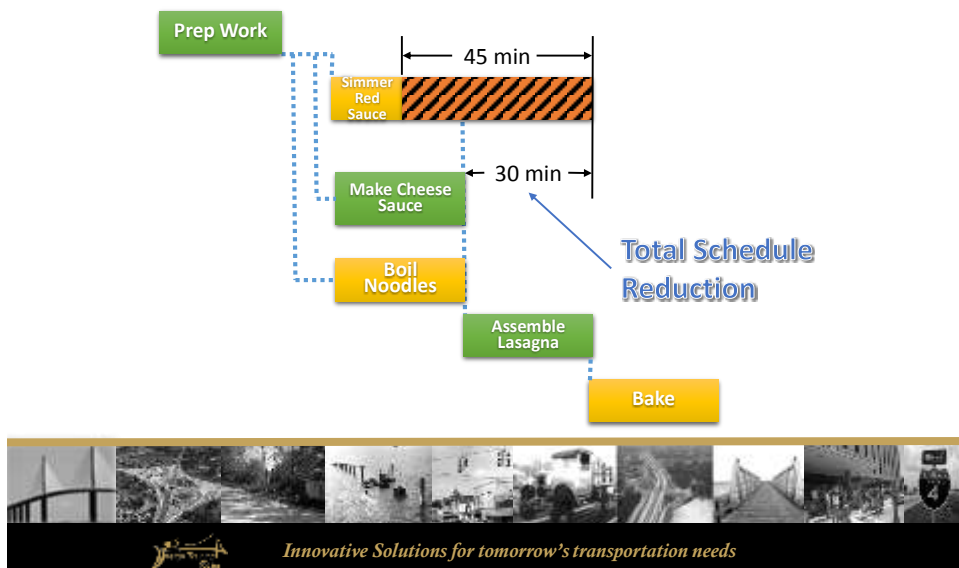 Prep Work
45 min
Simmer
Red
Sauce
30 min
Make Cheese
Sauce
Total Schedule
Reduction
Boil
Noodles
Assemble
Lasagna
Bake
4
Innovative Solutions for tomorrow's transportation needs